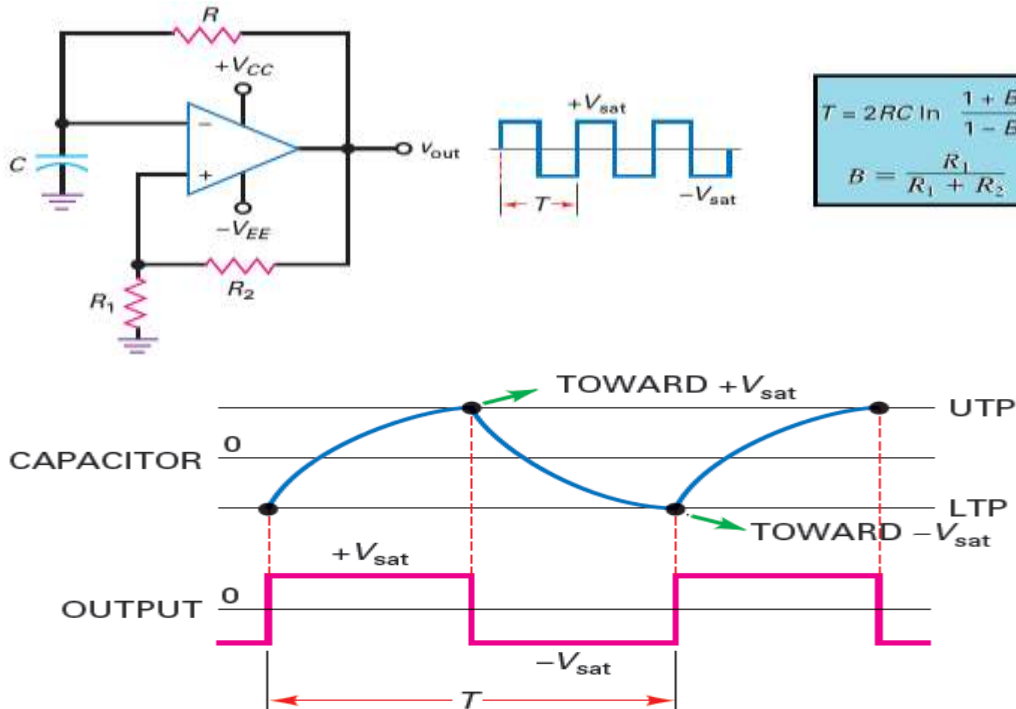 R
+VCC
C
−
+
vout
−VEE
R2
R1
+Vsat
T
−Vsat
T = 2RC ln (1 + B / 1 − B
B = R1 / R1 + R2
TOWARD +Vsat
UTP
0
CAPACITOR
LTP
TOWARD −Vsat
+Vsat
0
OUTPUT
−Vsat
T